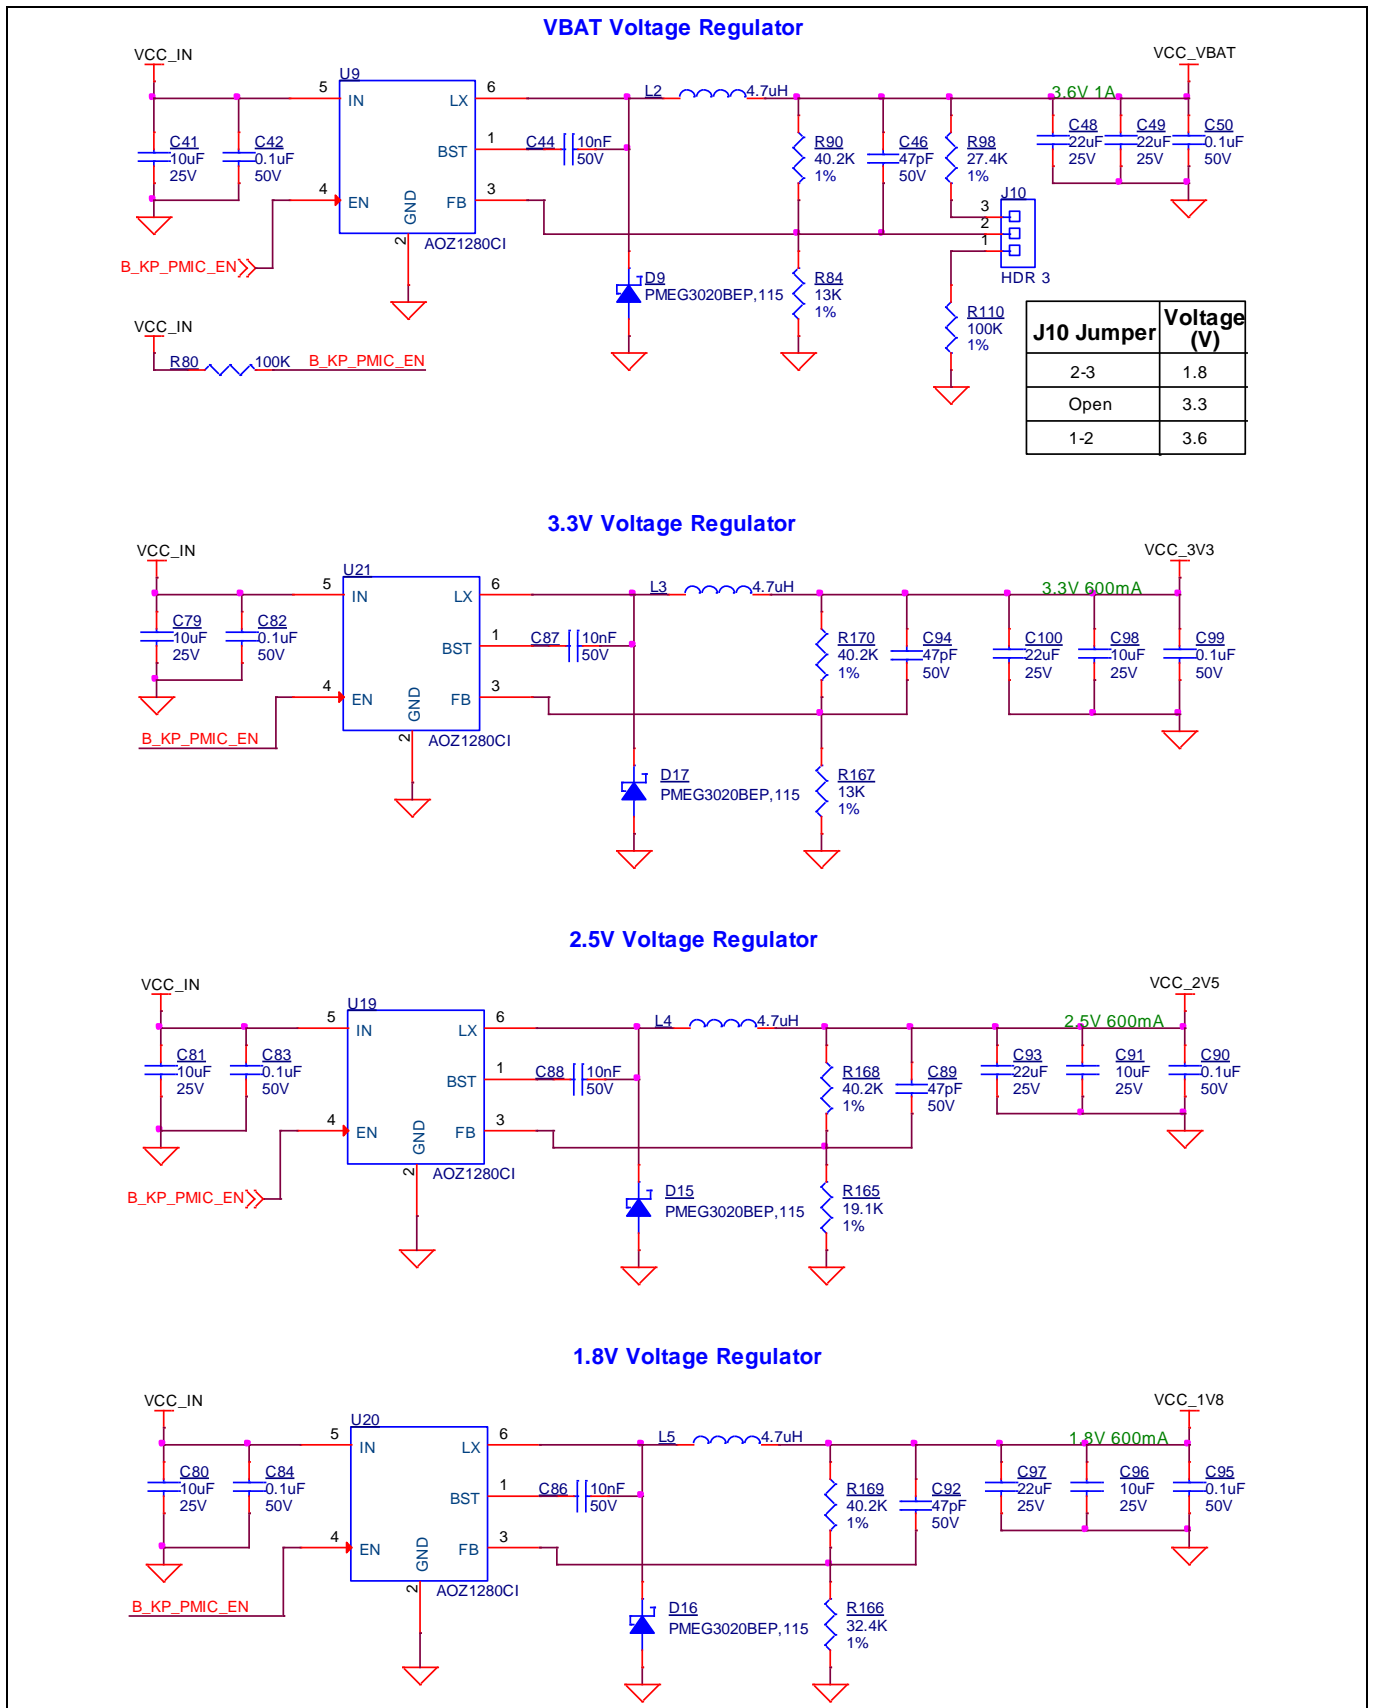 VBAT Voltage Regulator
VCC_IN
VCC_VBAT
U9
5
IN
LX
6
L2
4.7uH
3.6V 1A
C41
10uF
25V
C42
0.1uF
50V
BST
1
C44
10nF
50V
R90
40.2K
1%
C46
47pF
50V
R98
27.4K
1%
C48
22uF
25V
C49
22uF
25V
C50
0.1uF
50V
4
EN
GND
2
FB
3
AOZ1280CI
J10
3
2
1
HDR 3
B_KP_PMIC_EN
D9
PMEG3020BEP,115
R84
13K
1%
R110
100K
1%
VCC_IN
R80
100K
B_KP_PMIC_EN
J10 Jumper
Voltage
(V)
2-3
1.8
Open
3.3
1-2
3.6
3.3V Voltage Regulator
VCC_IN
VCC_3V3
U21
5
IN
LX
6
L3
4.7uH
3.3V 600mA
C79
10uF
25V
C82
0.1uF
50V
BST
1
C87
10nF
50V
R170
40.2K
1%
C94
47pF
50V
C100
22uF
25V
C98
10uF
25V
C99
0.1uF
50V
4
EN
GND
2
FB
3
AOZ1280CI
B_KP_PMIC_EN
D17
PMEG3020BEP,115
R167
13K
1%
2.5V Voltage Regulator
VCC_IN
VCC_2V5
U19
5
IN
LX
6
L4
4.7uH
2.5V 600mA
C81
10uF
25V
C83
0.1uF
50V
BST
1
C88
10nF
50V
R168
40.2K
1%
C89
47pF
50V
C93
22uF
25V
C91
10uF
25V
C90
0.1uF
50V
4
EN
GND
2
FB
3
AOZ1280CI
B_KP_PMIC_EN
D15
PMEG3020BEP,115
R165
19.1K
1%
1.8V Voltage Regulator
VCC_IN
VCC_1V8
U20
5
IN
LX
6
L5
4.7uH
1.8V 600mA
C80
10uF
25V
C84
0.1uF
50V
BST
1
C86
10nF
50V
R169
40.2K
1%
C92
47pF
50V
C97
22uF
25V
C96
10uF
25V
C95
0.1uF
50V
4
EN
GND
2
FB
3
AOZ1280CI
B_KP_PMIC_EN
D16
PMEG3020BEP,115
R166
32.4K
1%